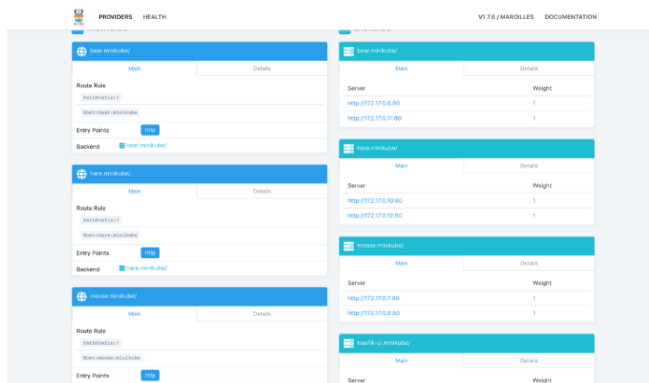 PROVIDERS HEALTH V1.7.0 / MAROILLES DOCUMENTATION
bear.minikube/
Main Details
Route Rule
PathPrefix:/
Host:bear.minikube
Entry Points http
Backend bear.minikube/
hare.minikube/
Main Details
Route Rule
PathPrefix:/
Host:hare.minikube
Entry Points http
Backend hare.minikube/
moose.minikube/
Main Details
Route Rule
PathPrefix:/
Host:moose.minikube
Entry Points http
bear.minikube/
Main Details
Server Weight
http://172.17.0.8:80 1
http://172.17.0.11:80 1
hare.minikube/
Main Details
Server Weight
http://172.17.0.10:80 1
http://172.17.0.12:80 1
moose.minikube/
Main Details
Server Weight
http://172.17.0.7:80 1
http://172.17.0.9:80 1
traefik-ui.minikube/
Main Details
Server Weight